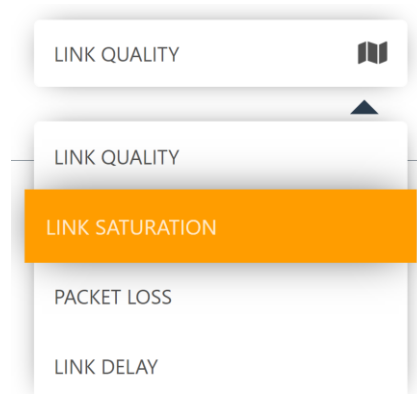 LINK QUALITY
LINK QUALITY
LINK SATURATION
PACKET LOSS
LINK DELAY